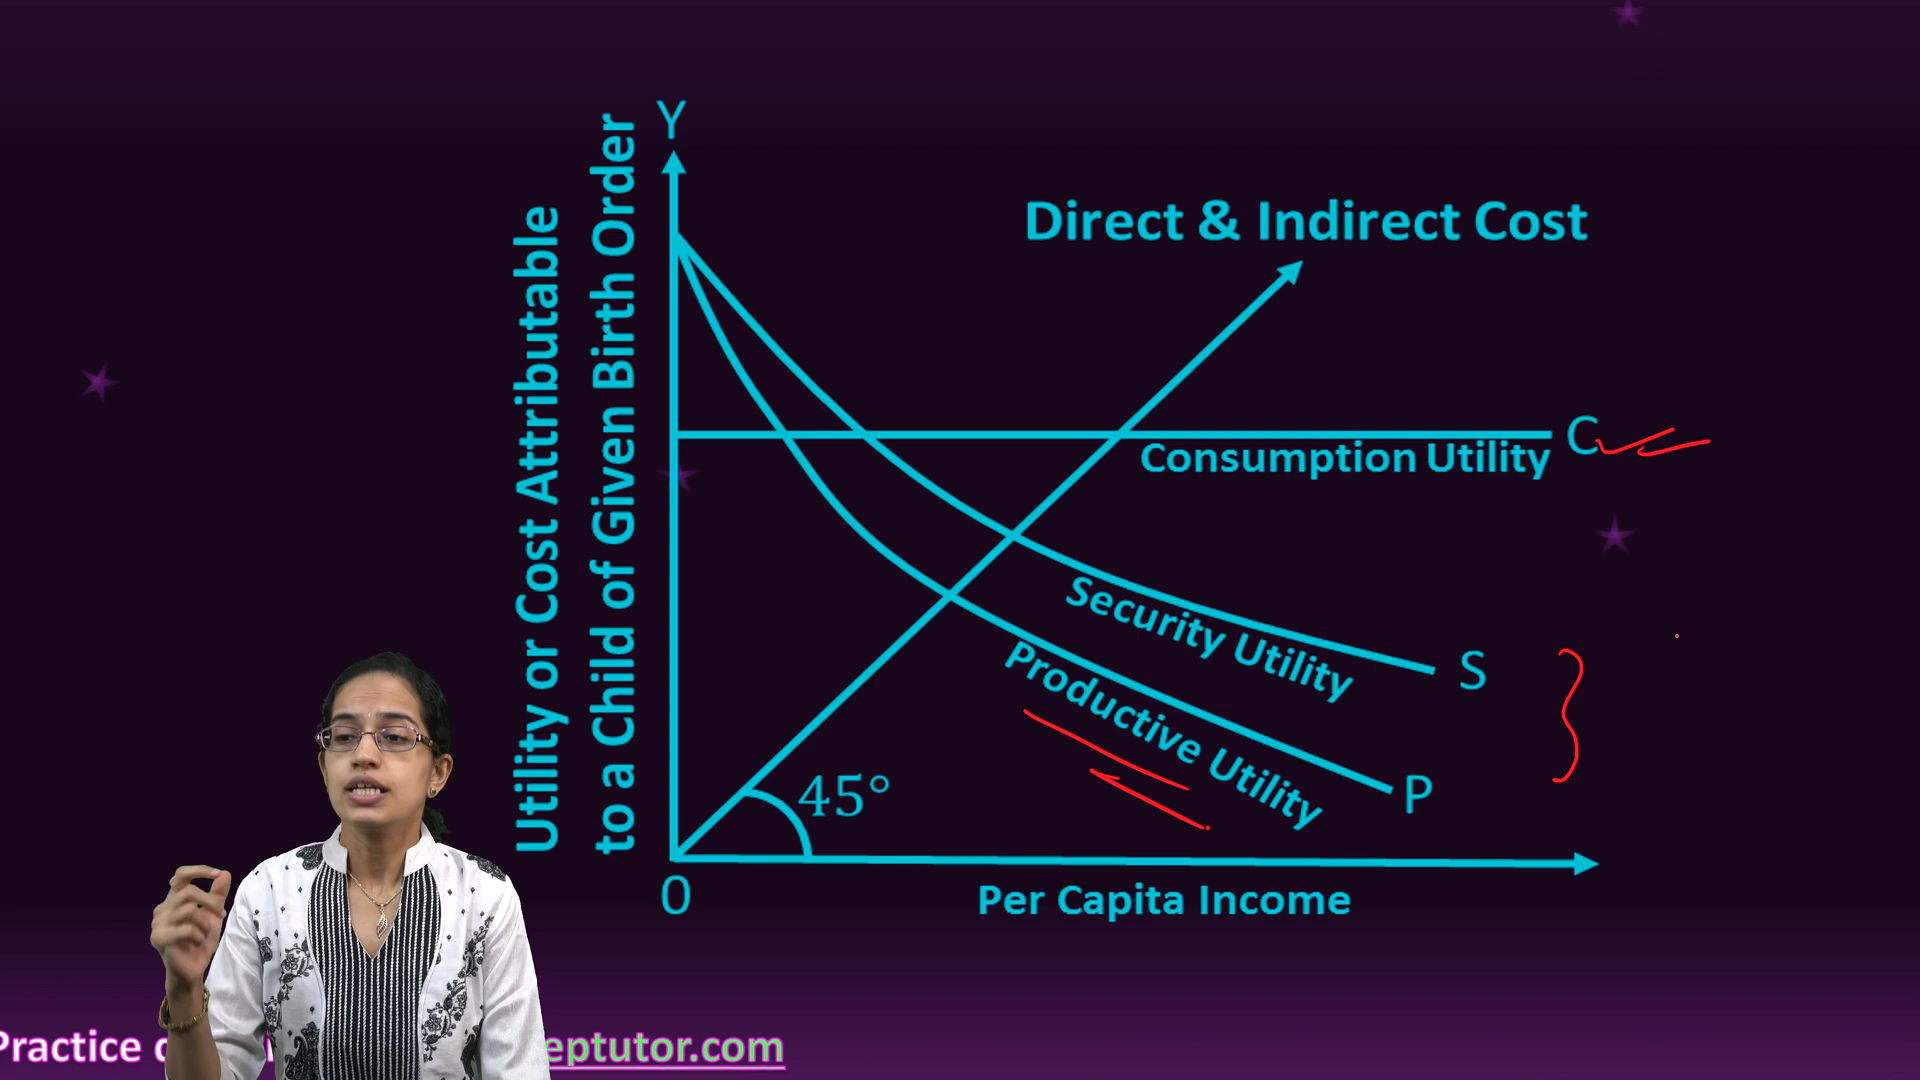 Y
Utility or Cost Attributable
to a Child of Given Birth Order
Direct & Indirect Cost
C
Consumption Utility
Security Utility
S
Productive Utility
P
45°
0
Per Capita Income
Practice
eptutor.com